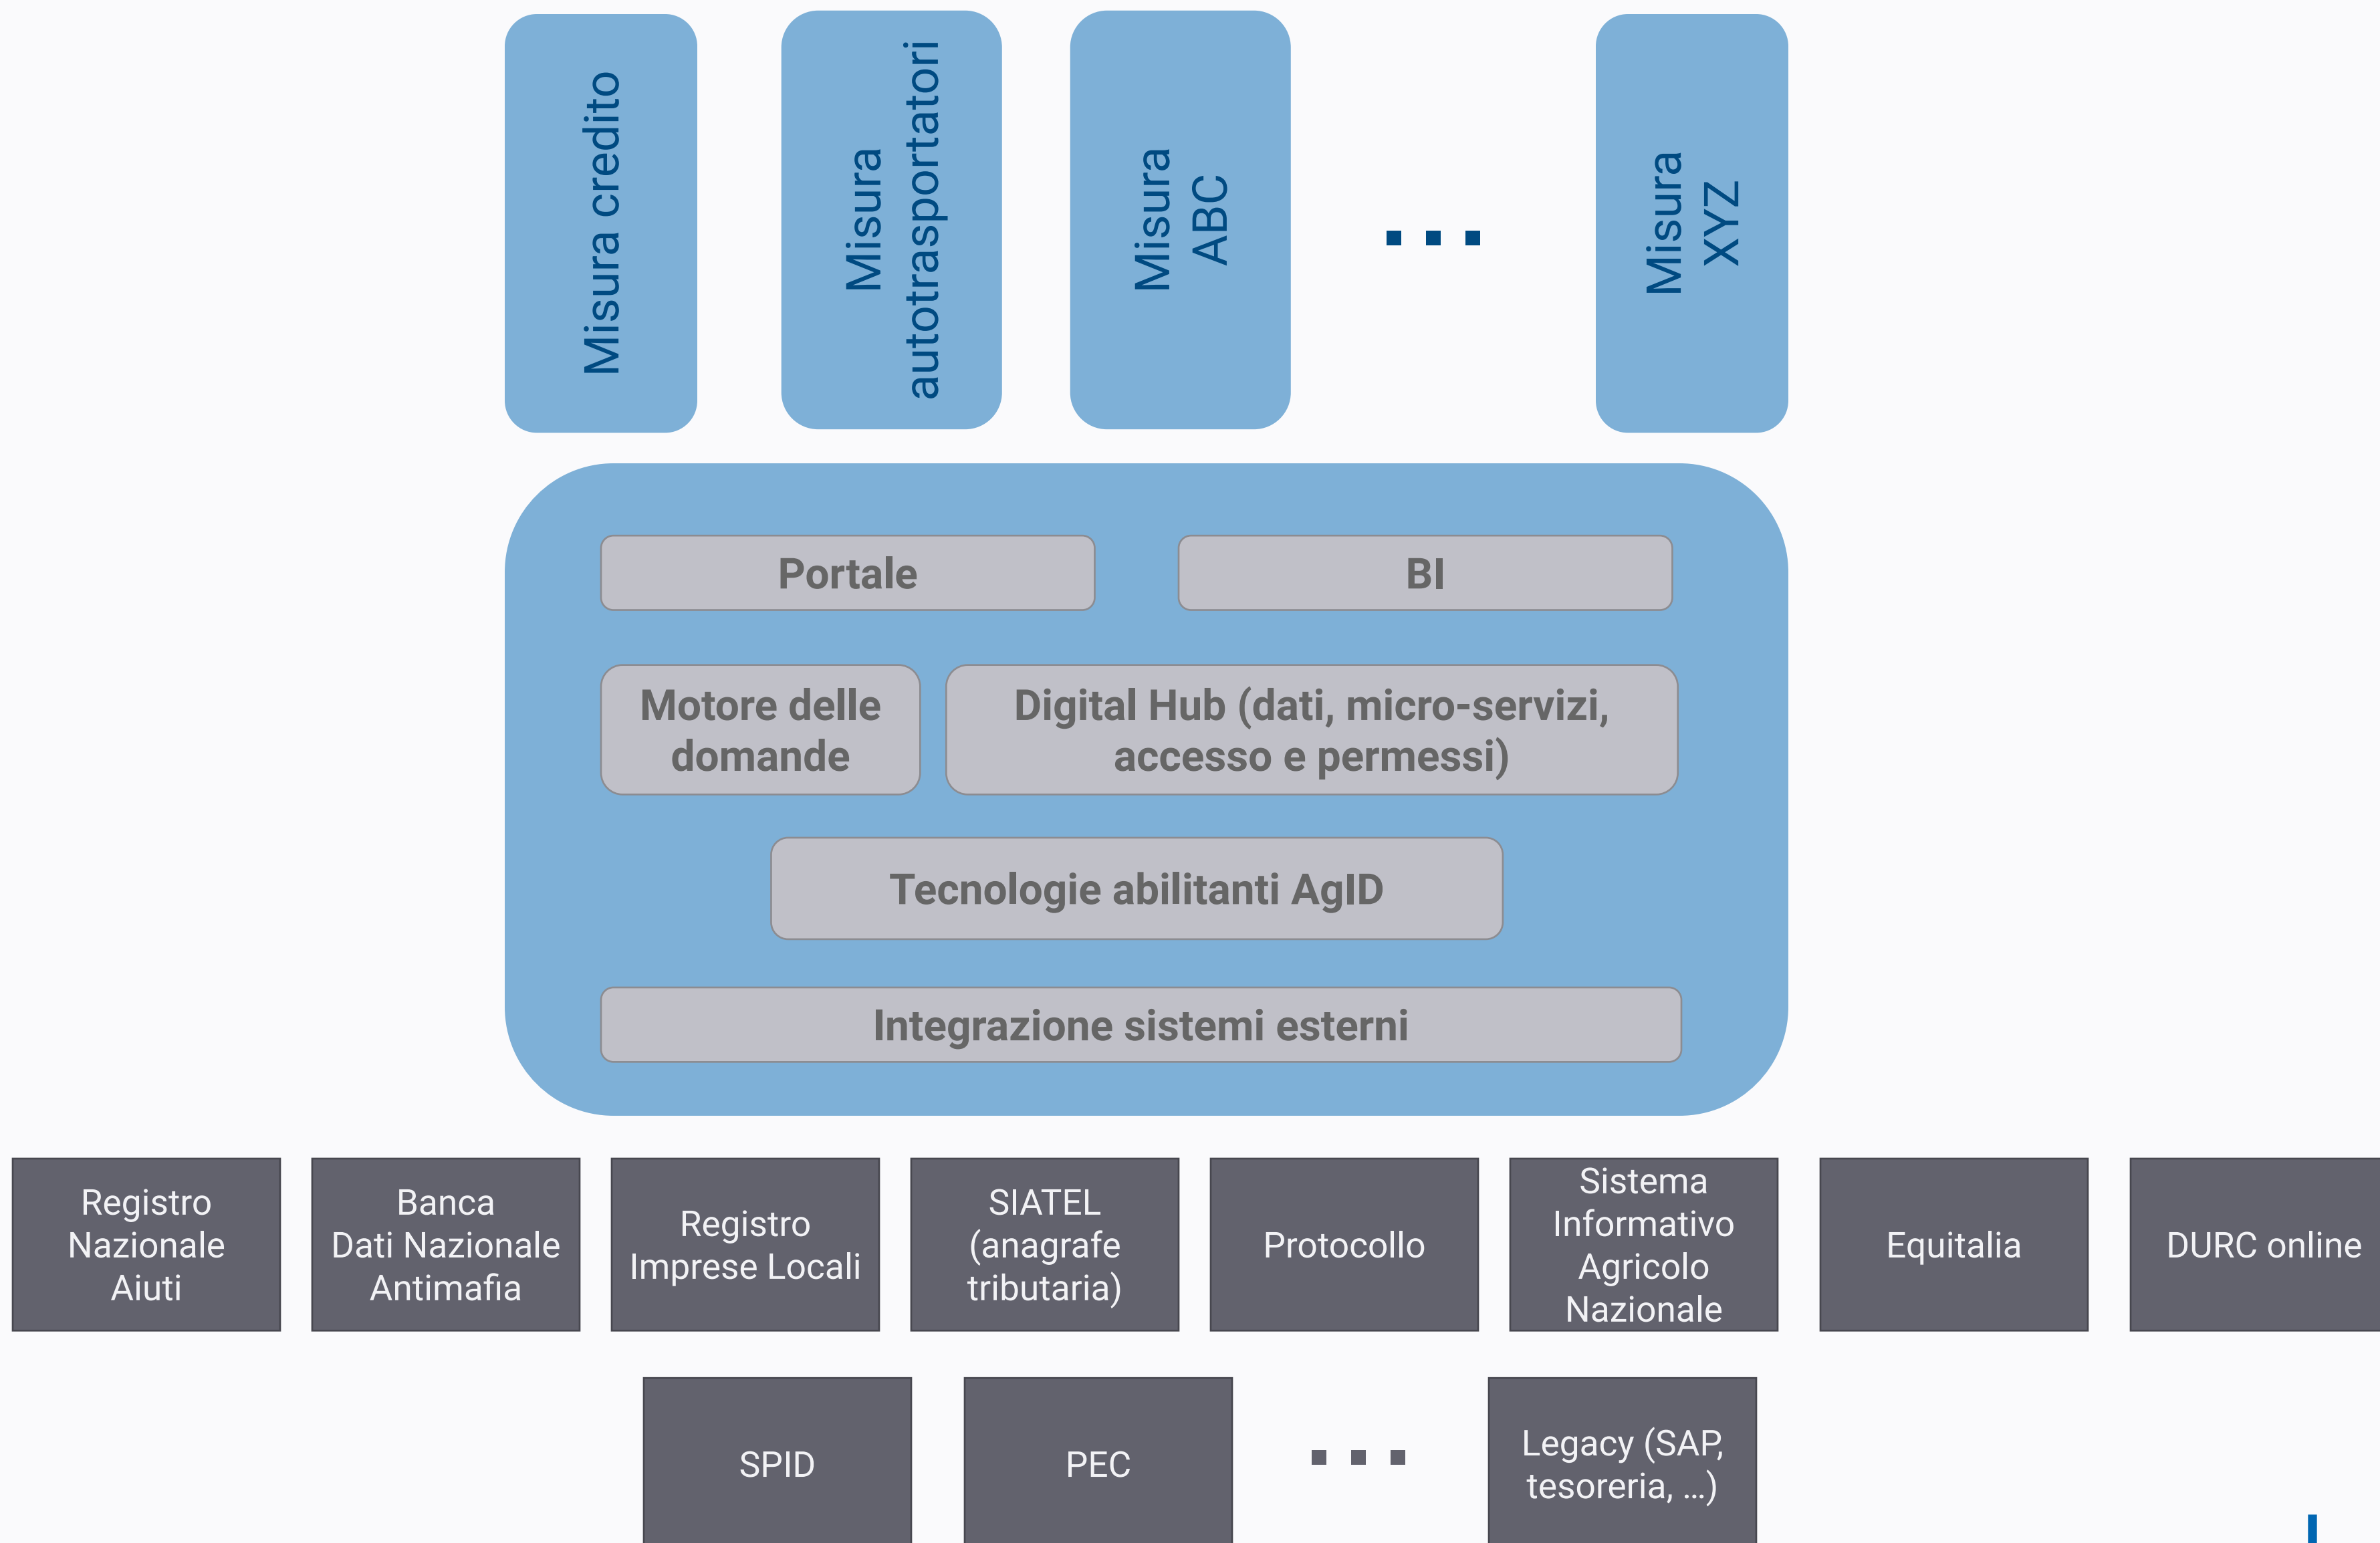 Misura credito
Misura
autotrasportatori
Misura
ABC
...
Misura
XYZ
Portale
BI
Motore delle
domande
Digital Hub (dati, micro-servizi,
accesso e permessi)
Tecnologie abilitanti AgID
Integrazione sistemi esterni
Registro
Nazionale
Aiuti
Banca
Dati Nazionale
Antimafia
Registro
Imprese Locali
SIATEL
(anagrafe
tributaria)
Protocollo
Sistema
Informativo
Agricolo
Nazionale
Equitalia
DURC online
SPID
PEC
...
Legacy (SAP,
tesoreria, ...)